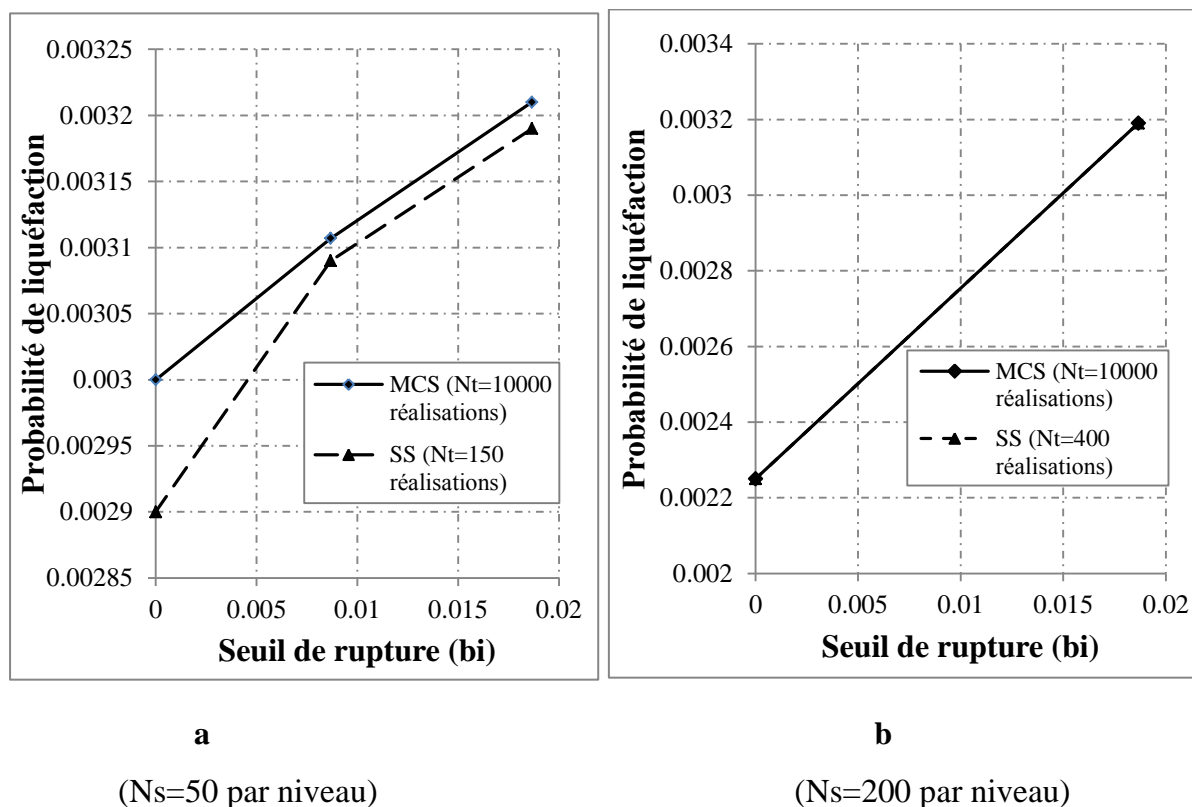 0.00325
0.0032
0.00315
0.0031
0.00305
0.003
0.00295
0.0029
0.00285
Probabilité de liquéfaction
0
0.005
0.01
0.015
0.02
Seuil de rupture (bi)
MCS (Nt=10000
réalisations)
SS (Nt=150
réalisations)
a
(Ns=50 par niveau)
0.0034
0.0032
0.003
0.0028
0.0026
0.0024
0.0022
0.002
Probabilité de liquéfaction
0
0.005
0.01
0.015
0.02
Seuil de rupture (bi)
MCS (Nt=10000
réalisations)
SS (Nt=400
réalisations)
b
(Ns=200 par niveau)